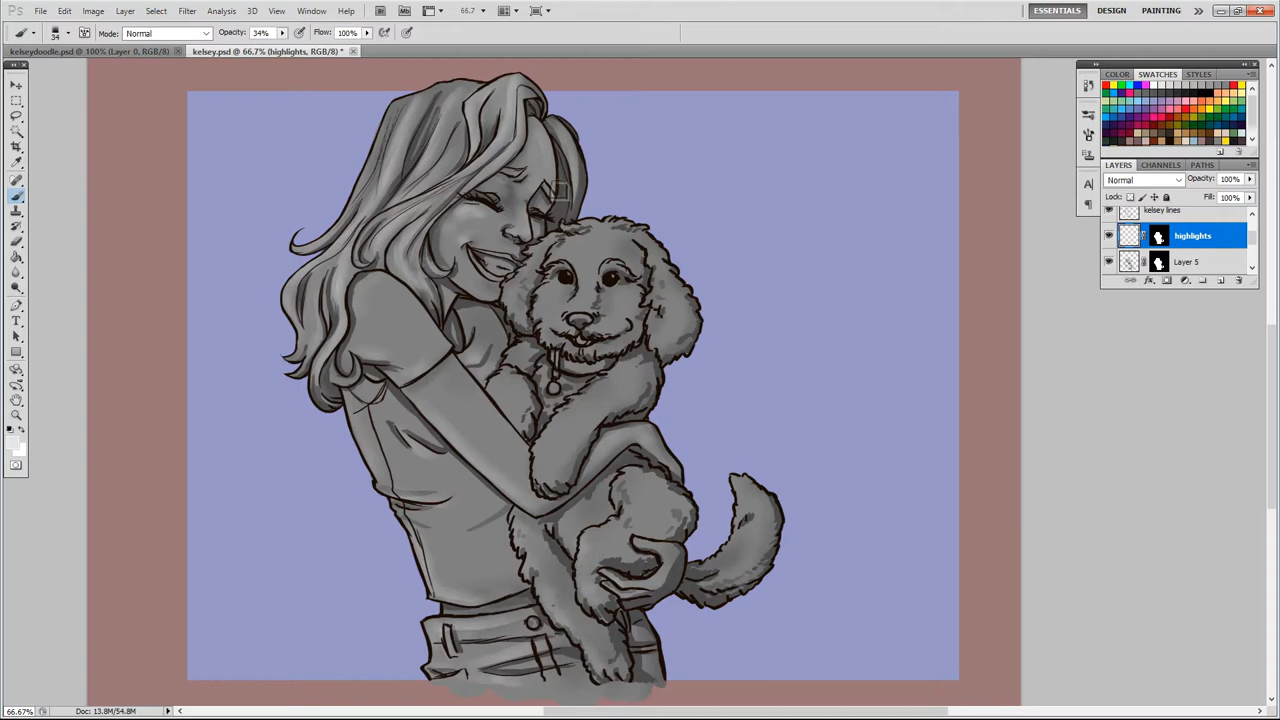 File Edit Image Layer Select Filter Analysis 3D View Window Help 66.7 ESSENTIALS DESIGN PAINTING
34 Mode: Normal Opacity: 34% Flow: 100%
kelseydoodle.psd @ 100% (Layer 0, RGB/8) kelsey.psd @ 66.7% (highlights, RGB/8) *
COLOR SWATCHES STYLES
LAYERS CHANNELS PATHS
Normal Opacity: 100%
Lock: Fill: 100%
kelsey lines
highlights
Layer 5
66.67% Doc: 13.8M/54.8M